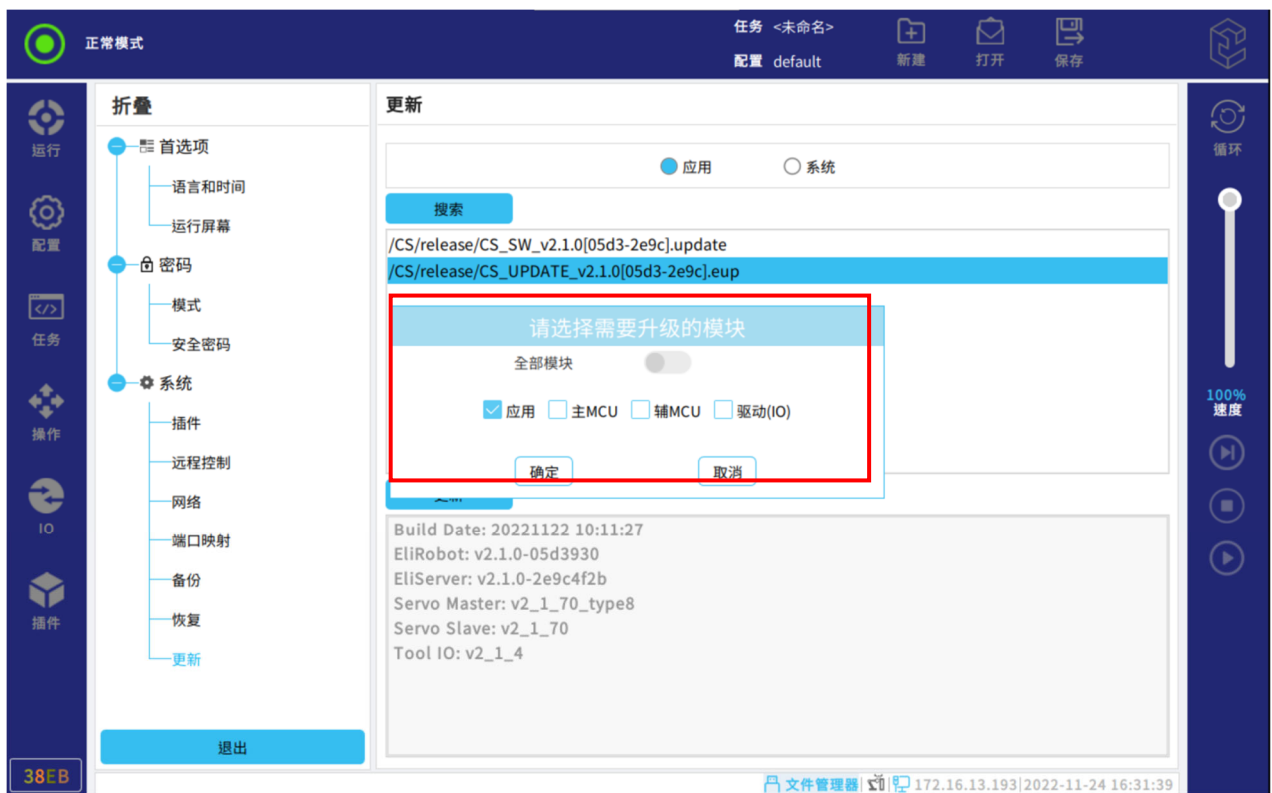 正常模式
任务 <未命名>
配置 default
新建
打开
保存
运行
配置
任务
操作
IO
插件
38EB
折叠
首选项
语言和时间
运行屏幕
密码
模式
安全密码
系统
插件
远程控制
网络
端口映射
备份
恢复
更新
退出
更新
应用 系统
搜索
/CS/release/CS_SW_v2.1.0[05d3-2e9c].update
/CS/release/CS_UPDATE_v2.1.0[05d3-2e9c].eup
请选择需要升级的模块
全部模块
应用 主MCU 辅MCU 驱动(IO)
确定 取消
Build Date: 20221122 10:11:27
EliRobot: v2.1.0-05d3930
EliServer: v2.1.0-2e9c4f2b
Servo Master: v2_1_70_type8
Servo Slave: v2_1_70
Tool IO: v2_1_4
循环
100%
速度
文件管理器 172.16.13.193 2022-11-24 16:31:39